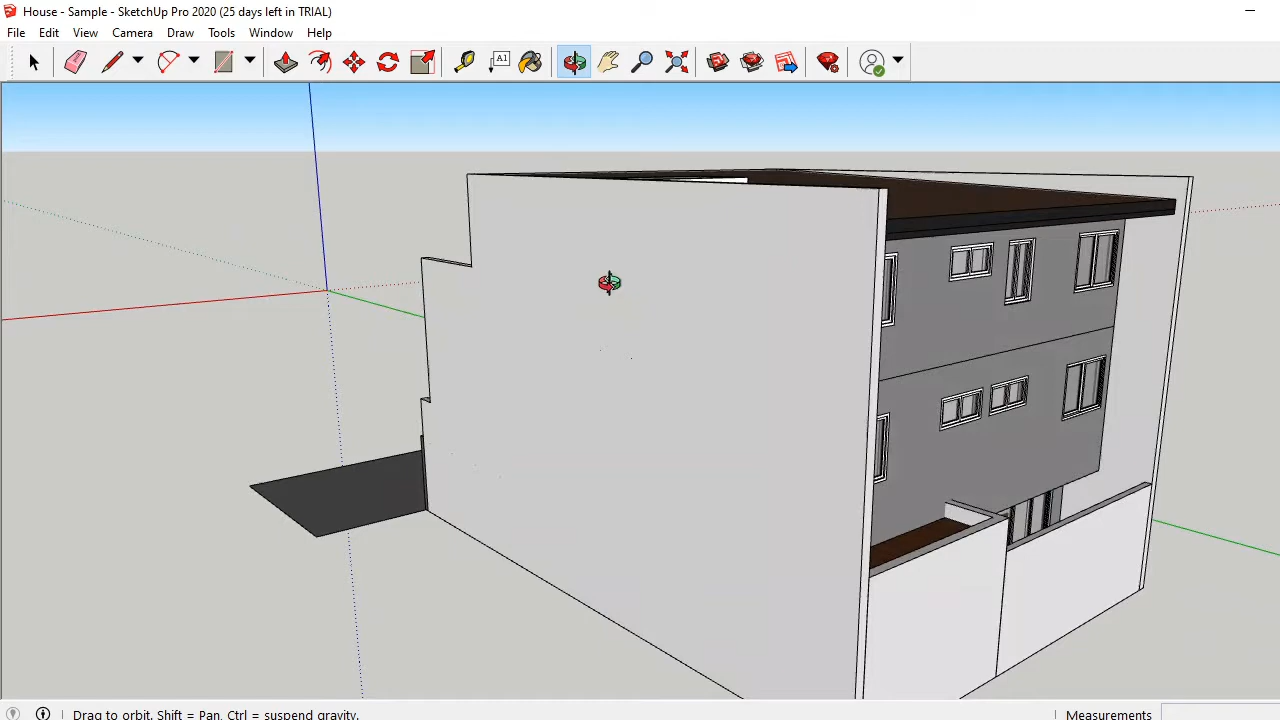 House - Sample - SketchUp Pro 2020 (25 days left in TRIAL)
File Edit View Camera Draw Tools Window Help
A1
Drag to orbit. Shift = Pan, Ctrl = suspend gravity. Measurements